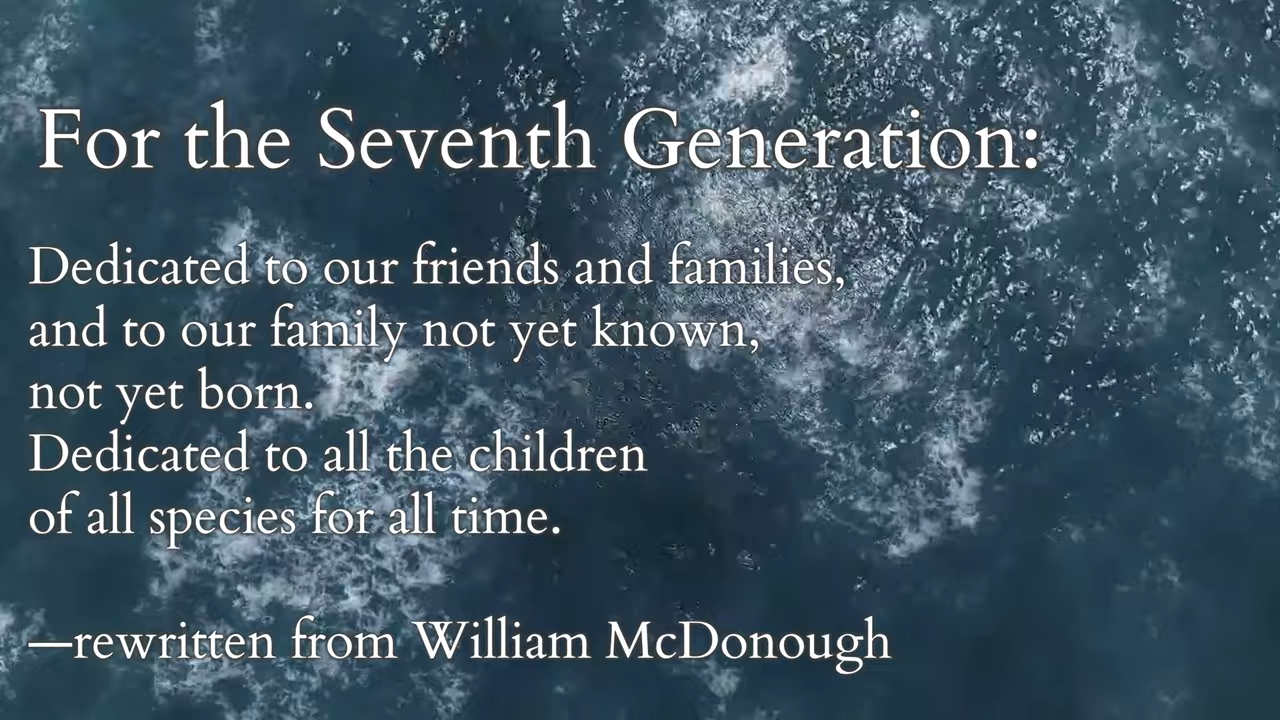 For the Seventh Generation:
Dedicated to our friends and families,
and to our family not yet known,
not yet born.
Dedicated to all the children
of all species for all time.
—rewritten from William McDonough